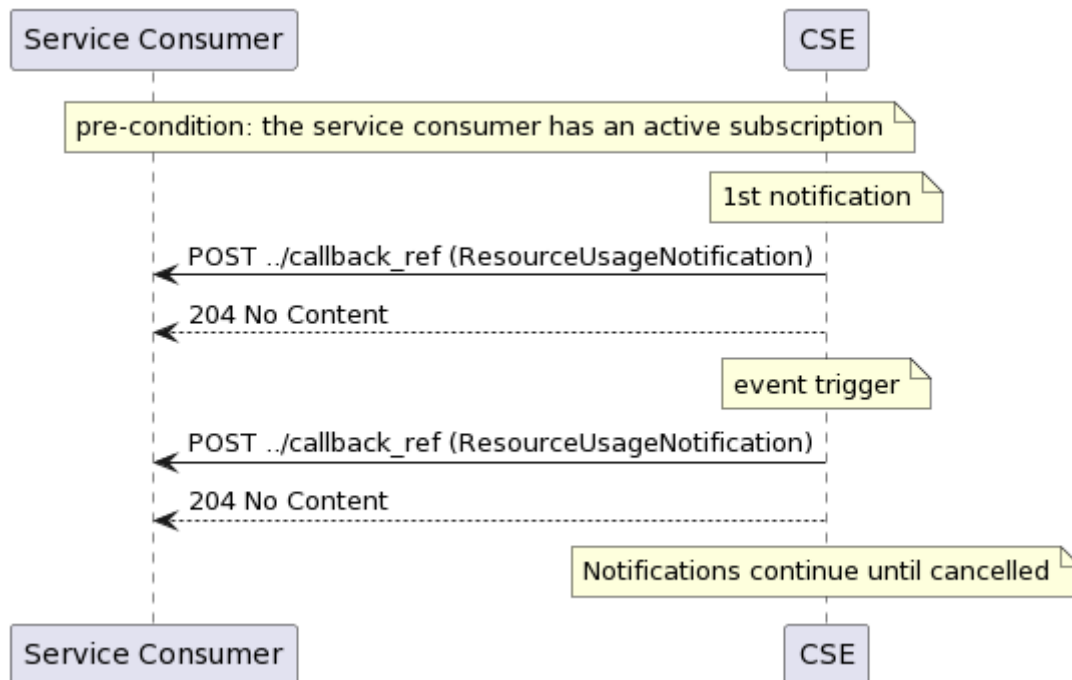 Service Consumer
CSE
pre-condition: the service consumer has an active subscription
1st notification
POST ../callback_ref (ResourceUsageNotification)
204 No Content
event trigger
POST ../callback_ref (ResourceUsageNotification)
204 No Content
Notifications continue until cancelled
Service Consumer
CSE